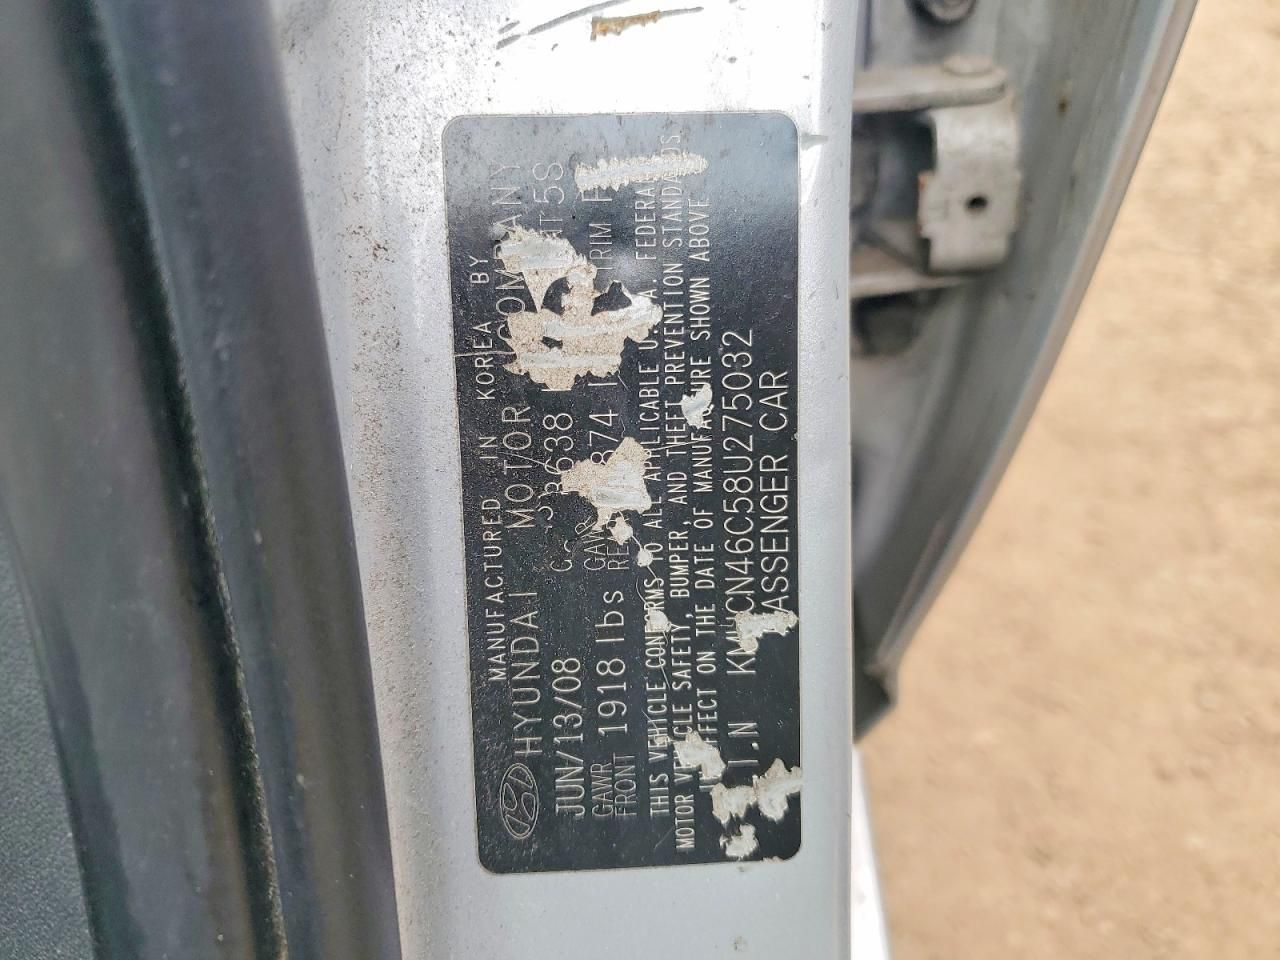 MANUFACTURED IN KOREA BY
HYUNDAI MOTOR COMPANY
JUN/13/08
GAWR
FRONT 1918 lbs
TRIM
THIS VEHICLE CONFORMS TO ALL APPLICABLE U.S.A FEDERAL
MOTOR VEHICLE SAFETY, BUMPER, AND THEFT PREVENTION STANDARDS
IN EFFECT ON THE DATE OF MANUFACTURE SHOWN ABOVE
V.I.N KMHCN46C58U275032
PASSENGER CAR